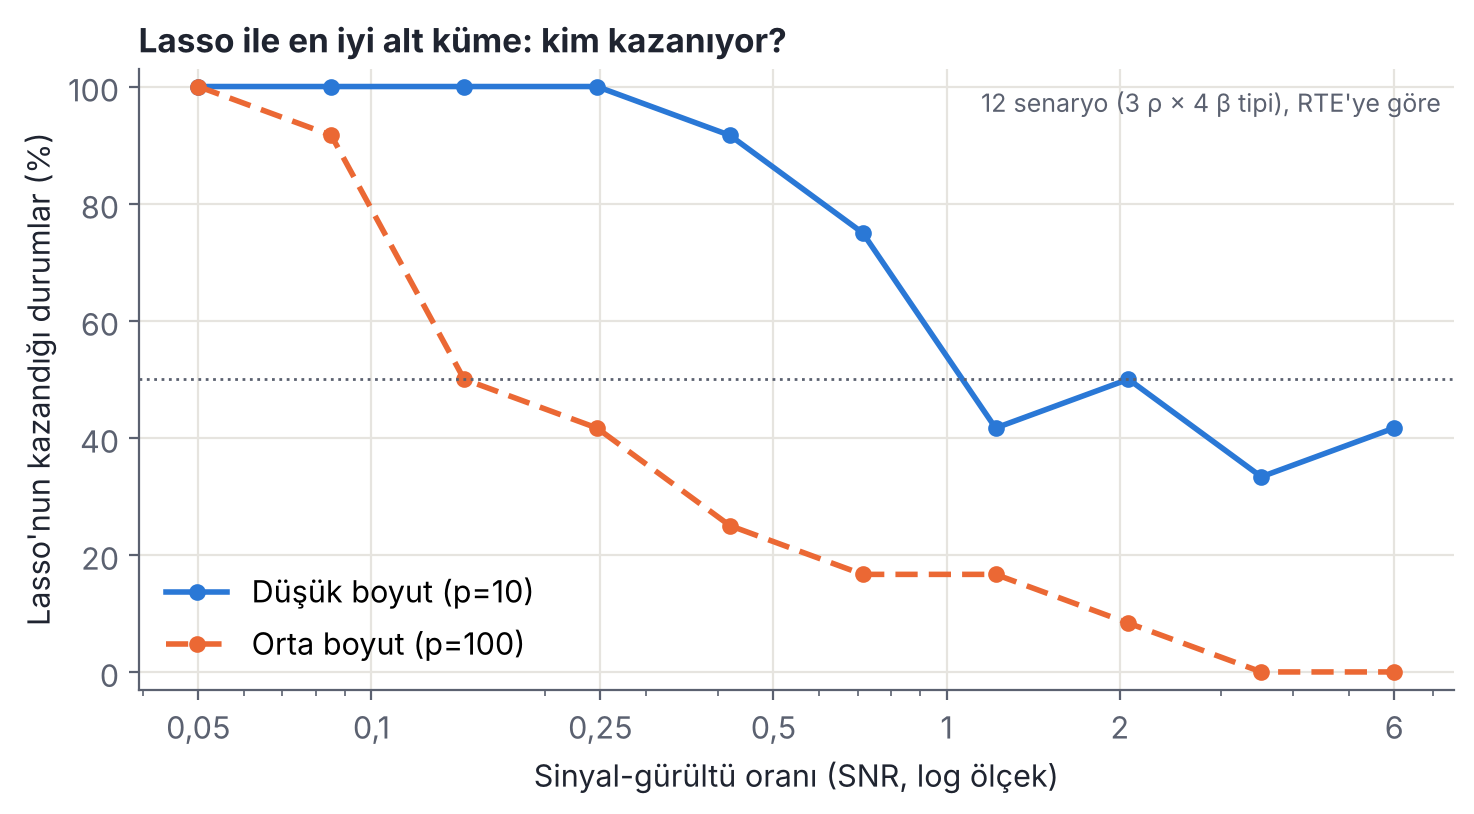 Lasso ile en iyi alt küme: kim kazanıyor?
12 senaryo (3 ρ × 4 β tipi), RTE'ye göre
Lasso'nun kazandığı durumlar (%)
100
80
60
40
20
0
Düşük boyut (p=10)
Orta boyut (p=100)
0,05 0,1 0,25 0,5 1 2 6
Sinyal-gürültü oranı (SNR, log ölçek)